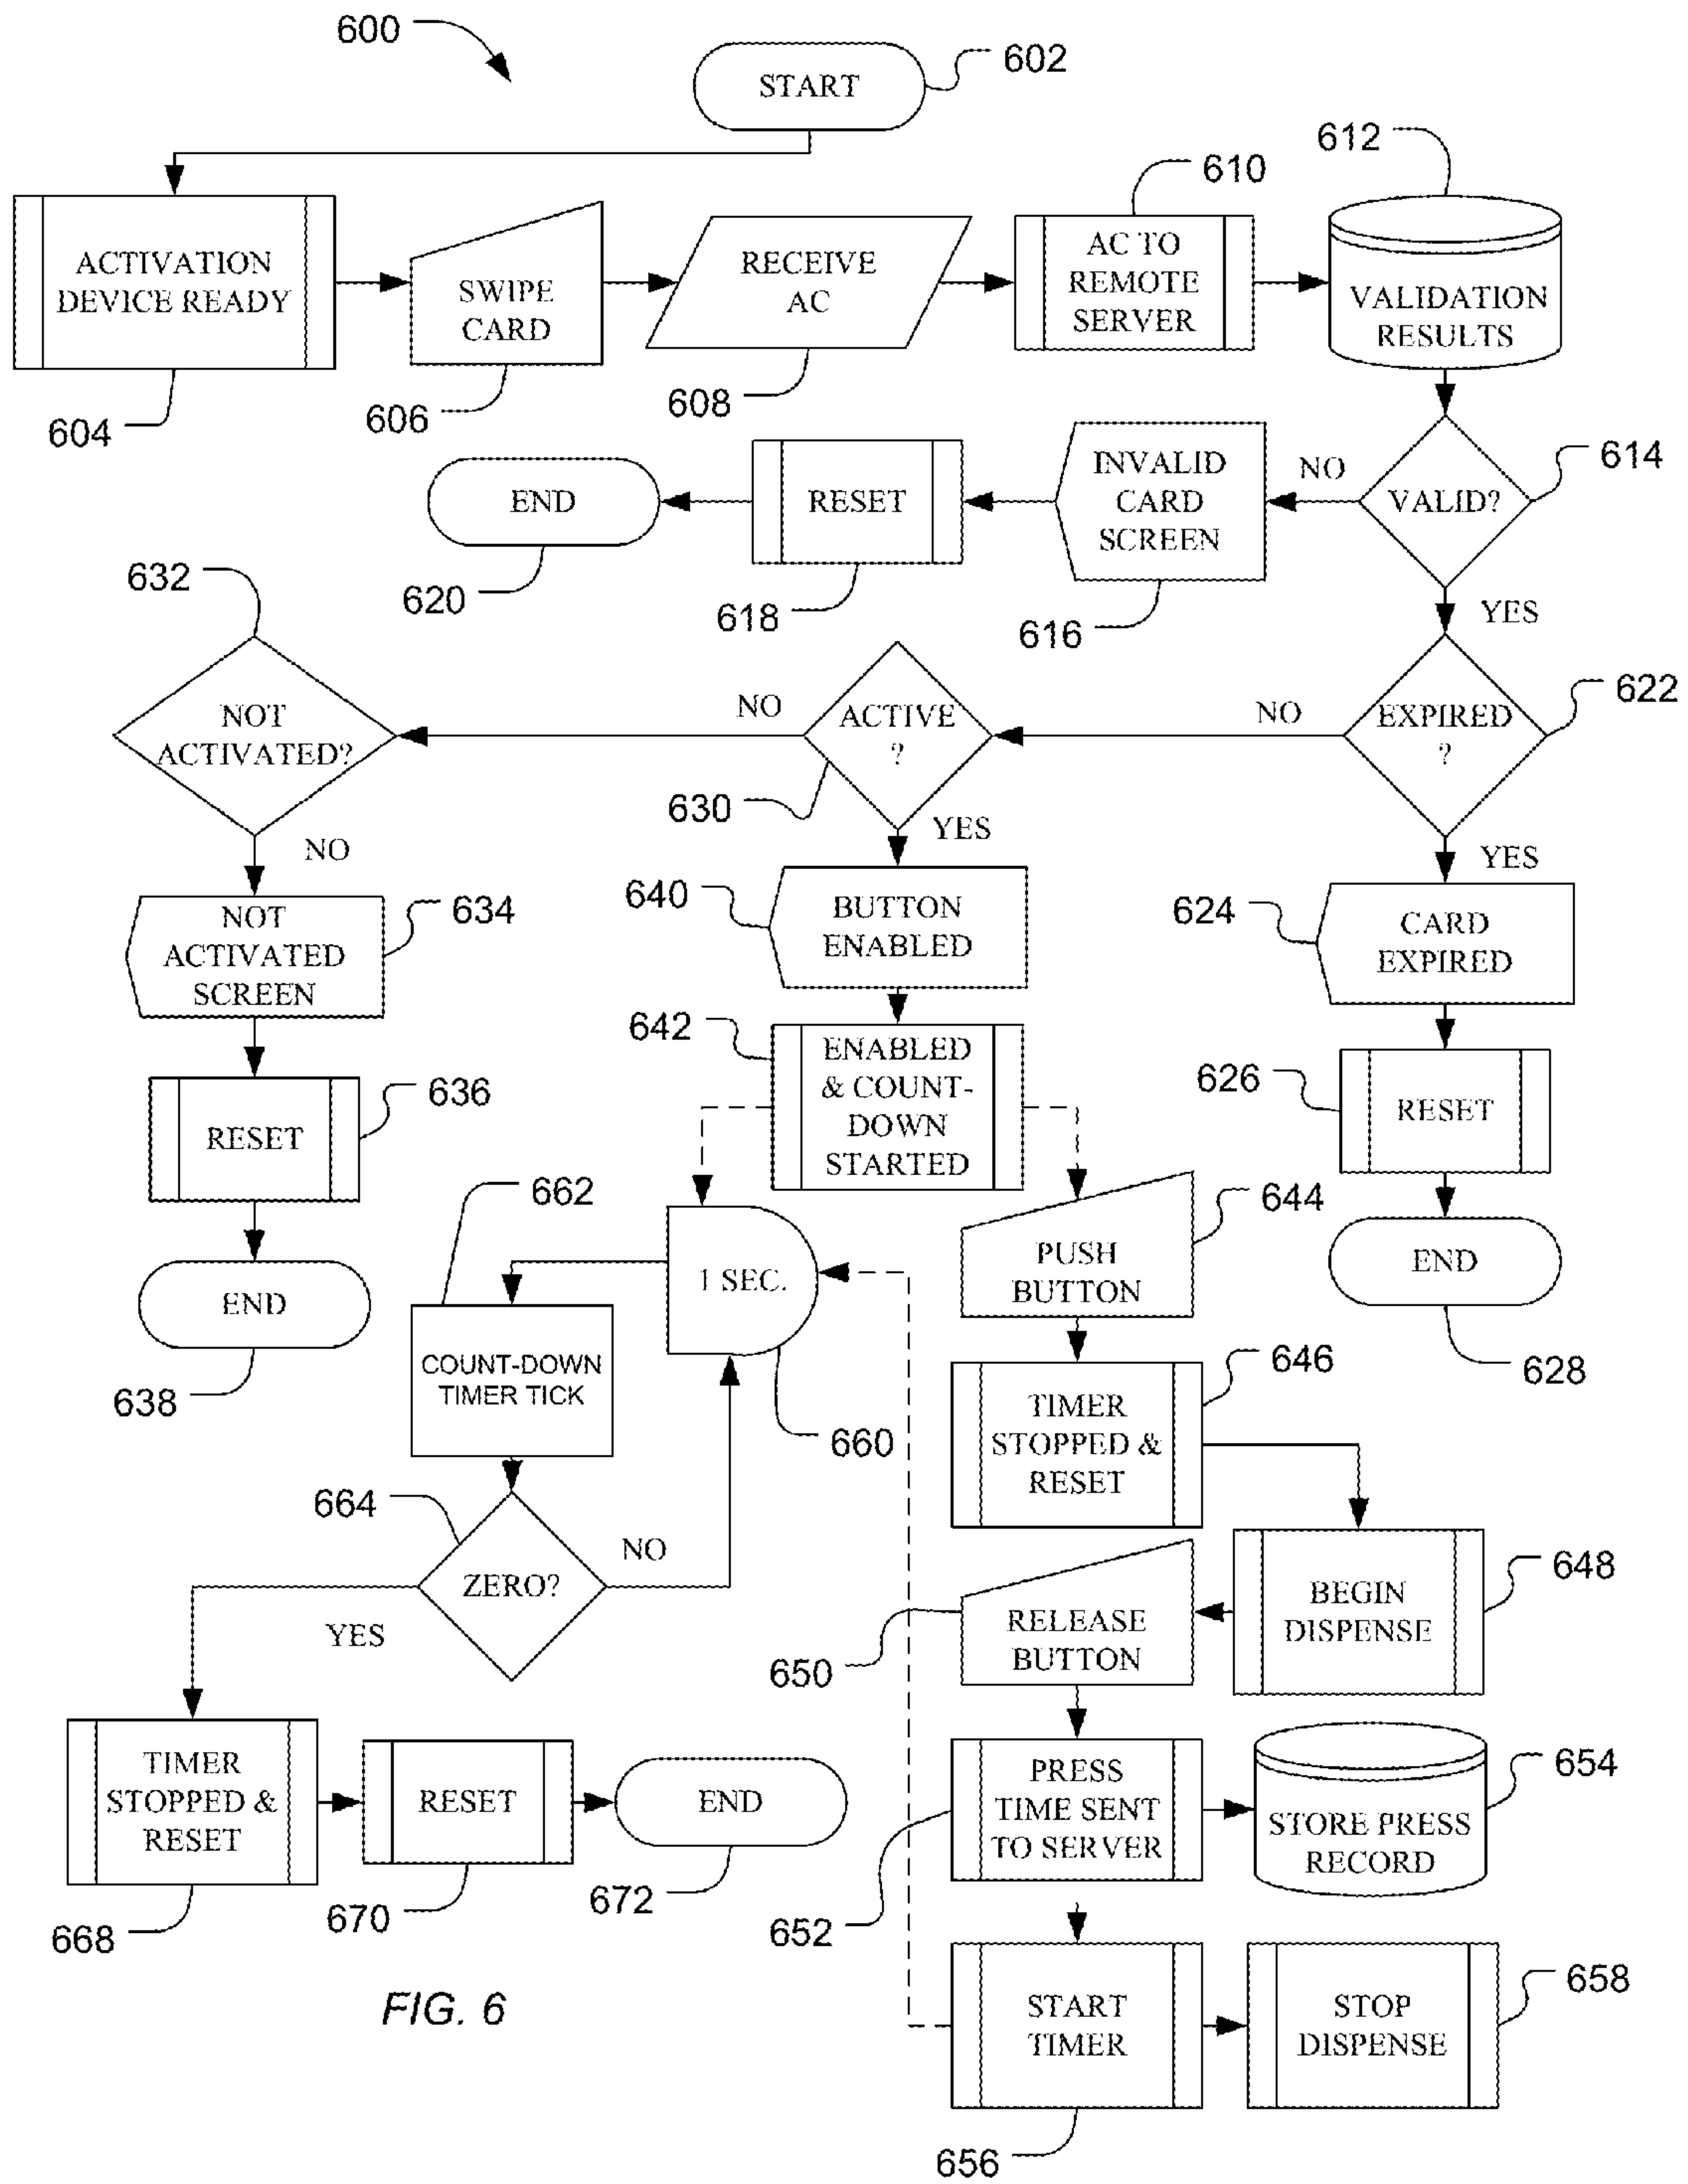 600
START
602
612
610
ACTIVATION
DEVICE READY
SWIPE
CARD
RECEIVE
AC
AC TO
REMOTE
SERVER
VALIDATION
RESULTS
604
606
608
END
RESET
INVALID
CARD
SCREEN
NO
VALID?
614
620
618
616
YES
632
NOT
ACTIVATED?
NO
ACTIVE
?
NO
EXPIRED
?
622
630
NO
YES
YES
NOT
ACTIVATED
SCREEN
634
640
BUTTON
ENABLED
624
CARD
EXPIRED
642
ENABLED
& COUNT-
DOWN
STARTED
RESET
636
626
RESET
662
644
END
1 SEC.
PUSH
BUTTON
END
638
COUNT-DOWN
TIMER TICK
660
646
628
TIMER
STOPPED &
RESET
664
ZERO?
NO
YES
648
BEGIN
DISPENSE
RELEASE
BUTTON
650
TIMER
STOPPED &
RESET
RESET
END
PRESS
TIME SENT
TO SERVER
654
STORE PRESS
RECORD
668
670
672
652
FIG. 6
START
TIMER
STOP
DISPENSE
658
656